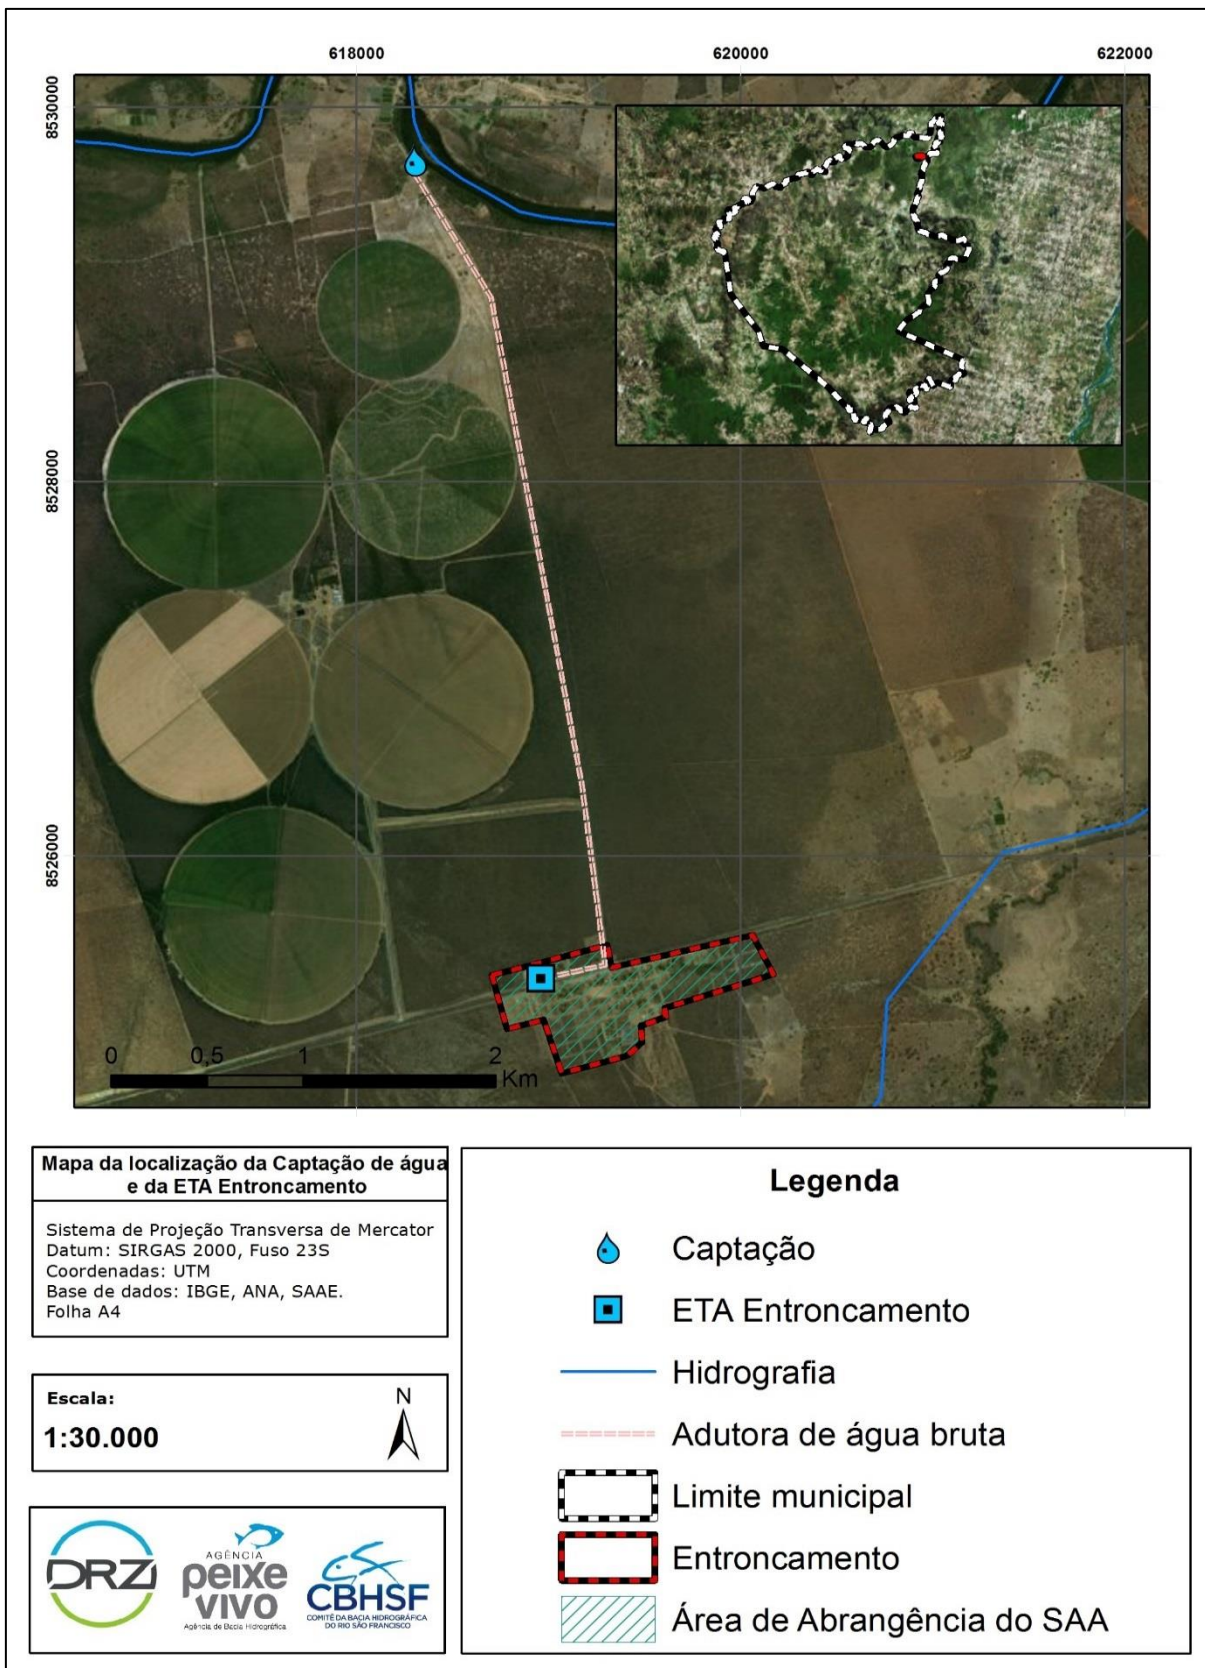 618000
620000
622000
8530000
8528000
8526000
0
0,5
1
2
Km
Mapa da localização da Captação de água
e da ETA Entroncamento
Sistema de Projeção Transversa de Mercator
Datum: SIRGAS 2000, Fuso 23S
Coordenadas: UTM
Base de dados: IBGE, ANA, SAAE.
Folha A4
Escala:
1:30.000
N
DRZ
AGÊNCIA
peixe
vivo
Agência de Bacia Hidrográfica
CBHSF
COMITÊ DA BACIA HIDROGRÁFICA
DO RIO SÃO FRANCISCO
Legenda
Captação
ETA Entroncamento
Hidrografia
Adutora de água bruta
Limite municipal
Entroncamento
Área de Abrangência do SAA